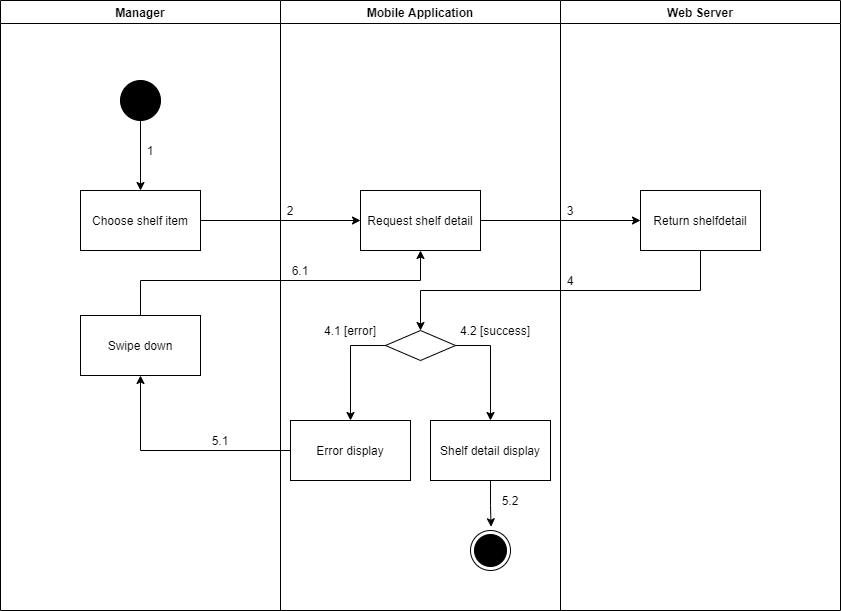 Manager
Mobile Application
Web Server
1
Choose shelf item
2
Request shelf detail
3
Return shelfdetail
6.1
4
4.1 [error]
4.2 [success]
Swipe down
5.1
Error display
Shelf detail display
5.2